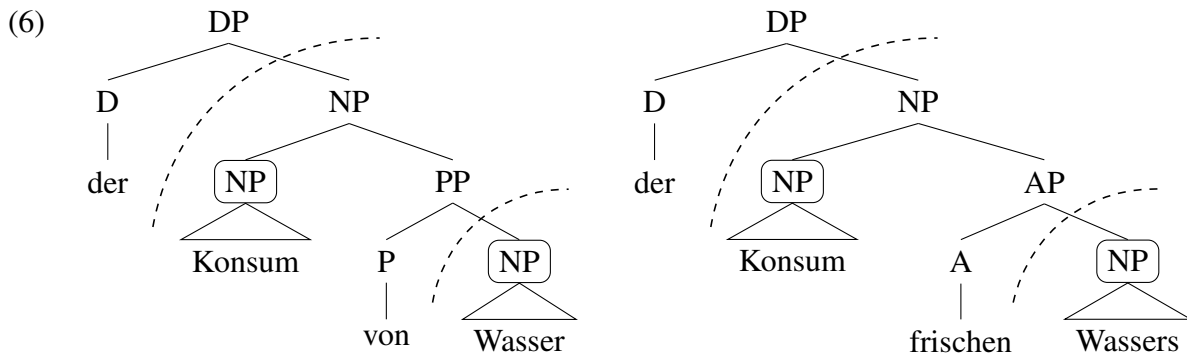 (6) DP DP
D NP D NP
der NP PP der NP AP
Konsum P NP Konsum A NP
von Wasser frischen Wassers